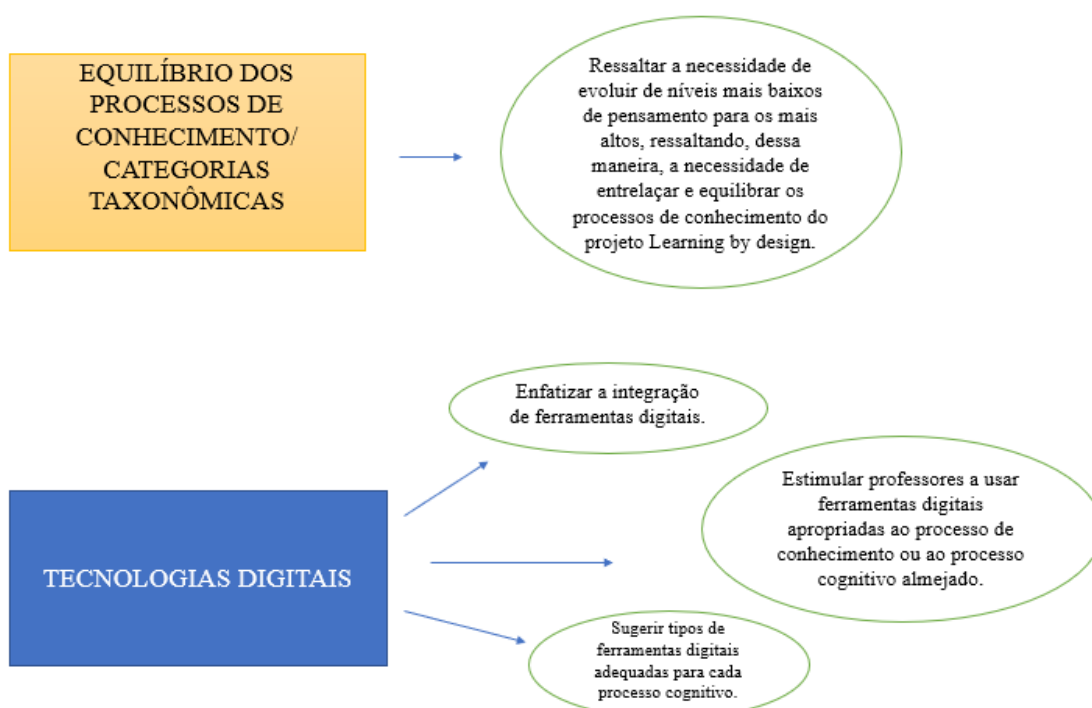 EQUILÍBRIO DOS
PROCESSOS DE
CONHECIMENTO/
CATEGORIAS
TAXONÔMICAS
Ressaltar a necessidade de
evoluir de níveis mais baixos
de pensamento para os mais
altos, ressaltando, dessa
maneira, a necessidade de
entrelaçar e equilibrar os
processos de conhecimento do
projeto Learning by design.
Enfatizar a integração
de ferramentas digitais.
TECNOLOGIAS DIGITAIS
Estimular professores a usar
ferramentas digitais
apropriadas ao processo de
conhecimento ou ao processo
cognitivo almejado.
Sugerir tipos de
ferramentas digitais
adequadas para cada
processo cognitivo.